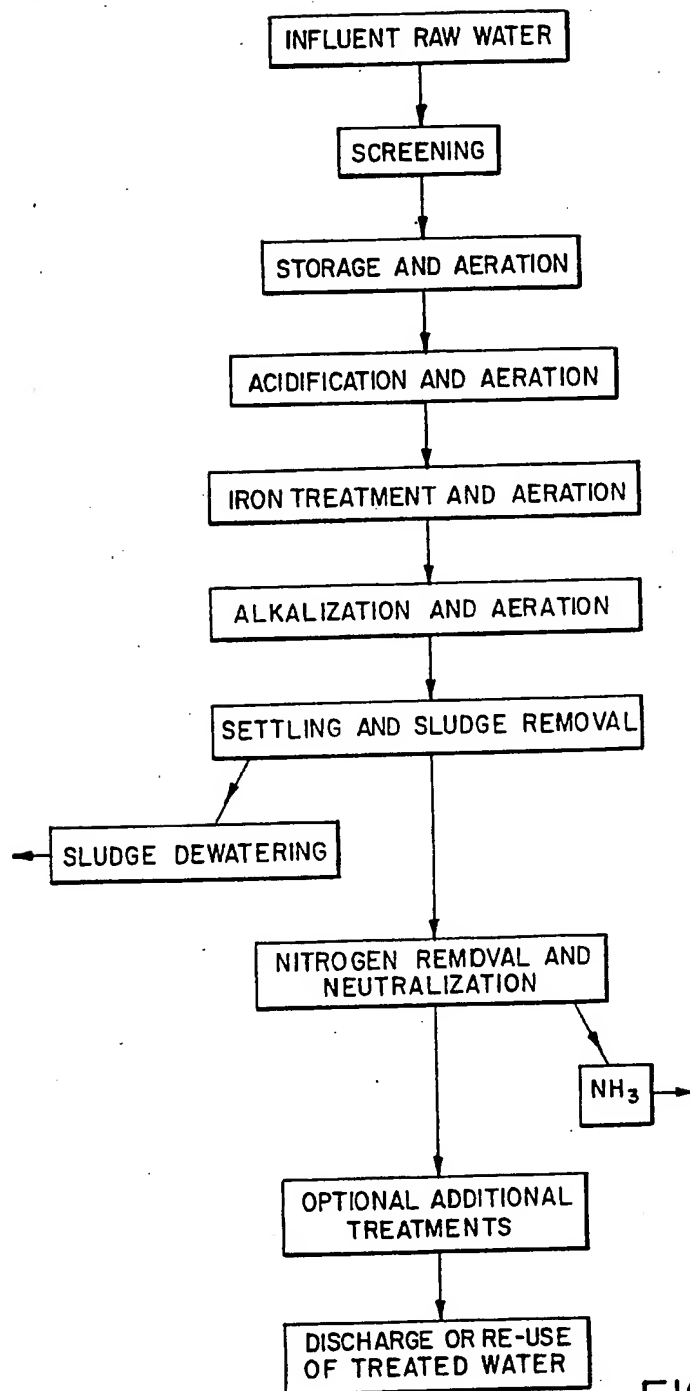 INFLUENT RAW WATER
SCREENING
STORAGE AND AERATION
ACIDIFICATION AND AERATION
IRON TREATMENT AND AERATION
ALKALIZATION AND AERATION
SETTLING AND SLUDGE REMOVAL
SLUDGE DEWATERING
NITROGEN REMOVAL AND
NEUTRALIZATION
NH3
OPTIONAL ADDITIONAL
TREATMENTS
DISCHARGE OR RE-USE
OF TREATED WATER